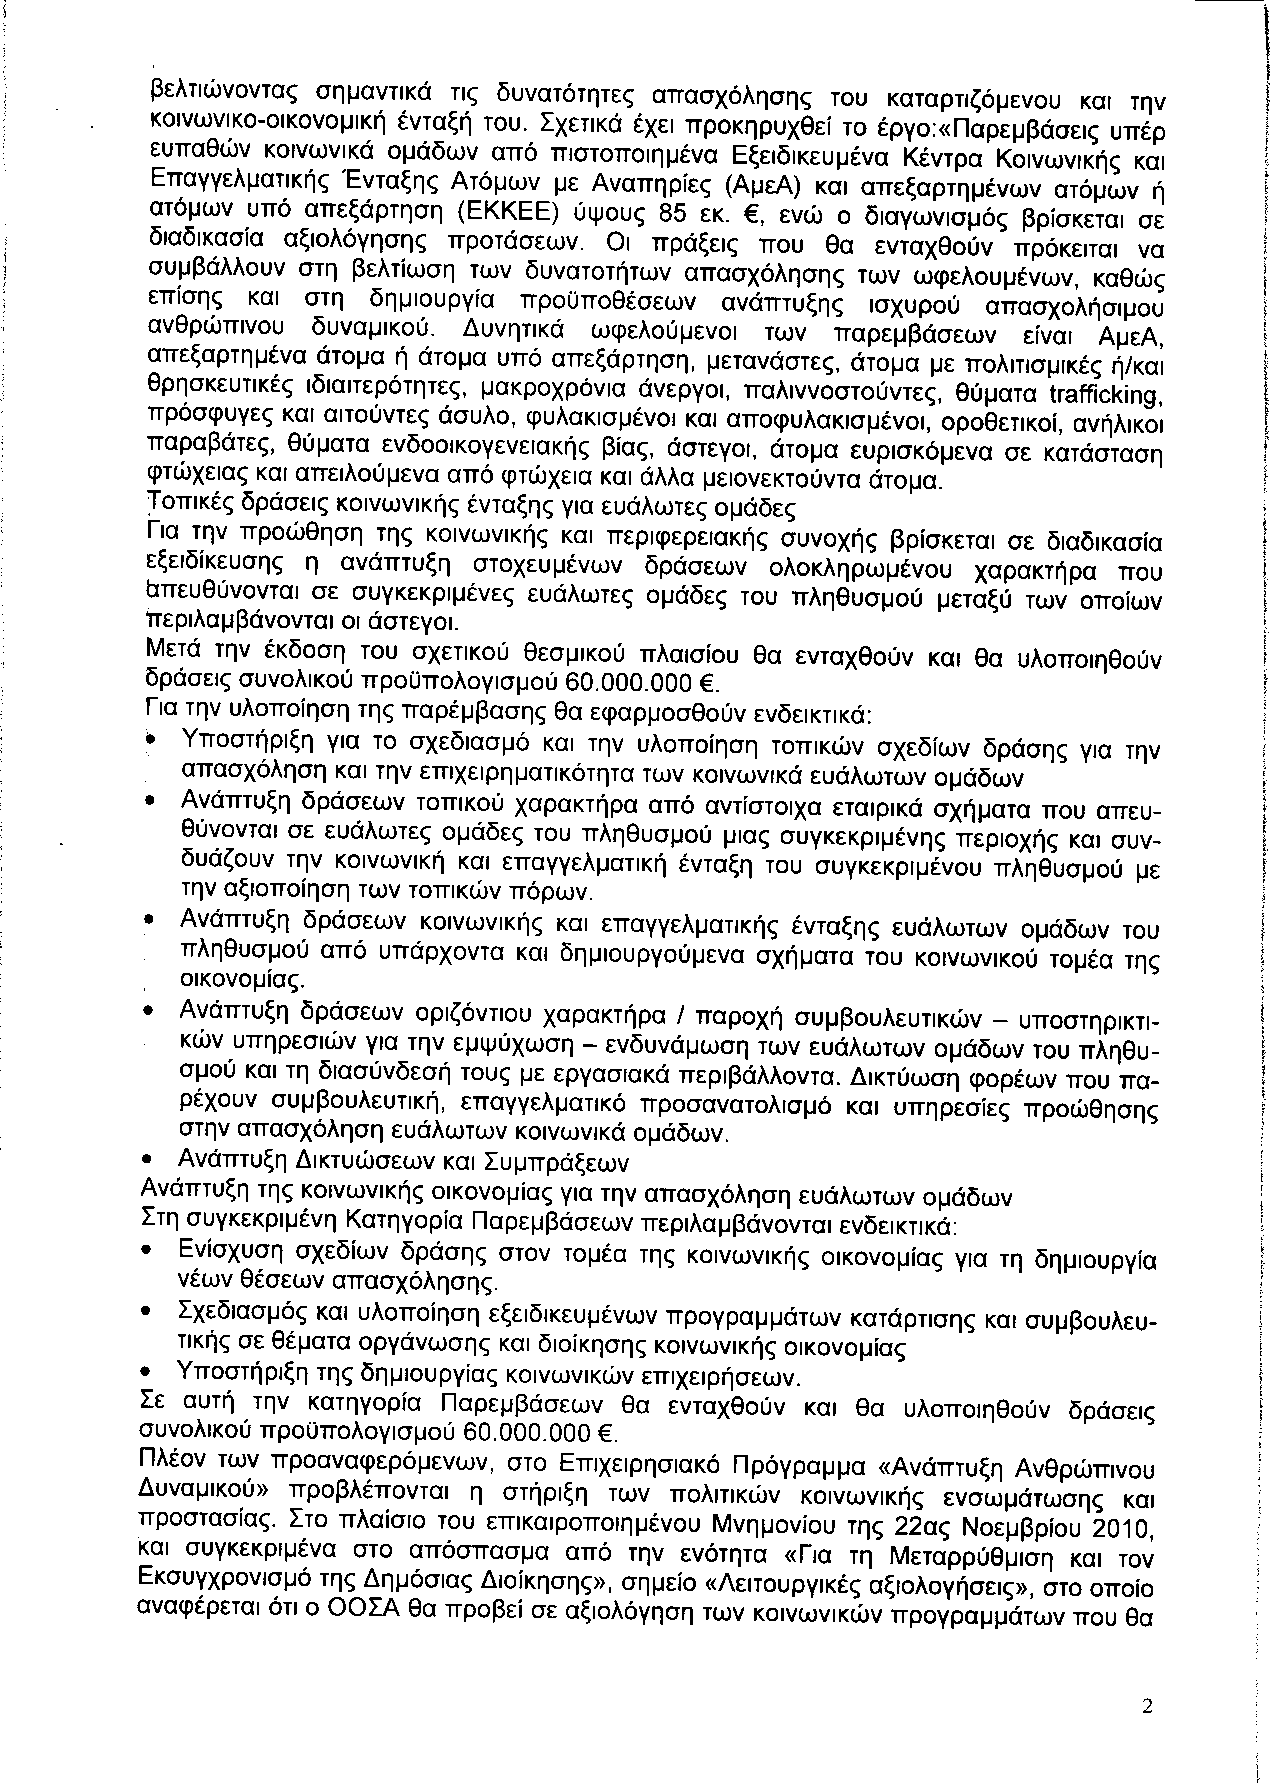 βελτιώνοντας σημαντικά τις δυνατότητες απασχόλησης του καταρτιζόμενου και την
κοινωνικο-οικονομική ένταξή του. Σχετικά έχει προκηρυχθεί το έργο:«Παρεμβάσεις υπέρ
ευπαθών κοινωνικά ομάδων από πιστοποιημένα Εξειδικευμένα Κέντρα Κοινωνικής και
Επαγγελματικής Ένταξης Ατόμων με Αναπηρίες (ΑμεΑ) και απεξαρτημένων ατόμων ή
ατόμων υπό απεξάρτηση (ΕΚΚΕΕ) ύψους 85 εκ. €, ενώ ο διαγωνισμός βρίσκεται σε
διαδικασία αξιολόγησης προτάσεων. Οι πράξεις που θα ενταχθούν πρόκειται να
συμβάλλουν στη βελτίωση των δυνατοτήτων απασχόλησης των ωφελουμένων, καθώς
επίσης και στη δημιουργία προϋποθέσεων ανάπτυξης ισχυρού απασχολήσιμου
ανθρώπινου δυναμικού. Δυνητικά ωφελούμενοι των παρεμβάσεων είναι ΑμεΑ,
απεξαρτημένα άτομα ή άτομα υπό απεξάρτηση, μετανάστες, άτομα με πολιτισμικές ή/και
θρησκευτικές ιδιαιτερότητες, μακροχρόνια άνεργοι, παλιννοστούντες, θύματα trafficking,
πρόσφυγες και αιτούντες άσυλο, φυλακισμένοι και αποφυλακισμένοι, οροθετικοί, ανήλικοι
παραβάτες, θύματα ενδοοικογενειακής βίας, άστεγοι, άτομα ευρισκόμενα σε κατάσταση
φτώχειας και απειλούμενα από φτώχεια και άλλα μειονεκτούντα άτομα.
Τοπικές δράσεις κοινωνικής ένταξης για ευάλωτες ομάδες
Για την προώθηση της κοινωνικής και περιφερειακής συνοχής βρίσκεται σε διαδικασία
εξειδίκευσης η ανάπτυξη στοχευμένων δράσεων ολοκληρωμένου χαρακτήρα που
απευθύνονται σε συγκεκριμένες ευάλωτες ομάδες του πληθυσμού μεταξύ των οποίων
περιλαμβάνονται οι άστεγοι.
Μετά την έκδοση του σχετικού θεσμικού πλαισίου θα ενταχθούν και θα υλοποιηθούν
δράσεις συνολικού προϋπολογισμού 60.000.000 €.
Για την υλοποίηση της παρέμβασης θα εφαρμοσθούν ενδεικτικά:
• Υποστήριξη για το σχεδιασμό και την υλοποίηση τοπικών σχεδίων δράσης για την
απασχόληση και την επιχειρηματικότητα των κοινωνικά ευάλωτων ομάδων
• Ανάπτυξη δράσεων τοπικού χαρακτήρα από αντίστοιχα εταιρικά σχήματα που απευ-
θύνονται σε ευάλωτες ομάδες του πληθυσμού μιας συγκεκριμένης περιοχής και συν-
δυάζουν την κοινωνική και επαγγελματική ένταξη του συγκεκριμένου πληθυσμού με
την αξιοποίηση των τοπικών πόρων.
• Ανάπτυξη δράσεων κοινωνικής και επαγγελματικής ένταξης ευάλωτων ομάδων του
πληθυσμού από υπάρχοντα και δημιουργούμενα σχήματα του κοινωνικού τομέα της
οικονομίας.
• Ανάπτυξη δράσεων οριζόντιου χαρακτήρα / παροχή συμβουλευτικών – υποστηρικτι-
κών υπηρεσιών για την εμψύχωση – ενδυνάμωση των ευάλωτων ομάδων του πληθυ-
σμού και τη διασύνδεσή τους με εργασιακά περιβάλλοντα. Δικτύωση φορέων που πα-
ρέχουν συμβουλευτική, επαγγελματικό προσανατολισμό και υπηρεσίες προώθησης
στην απασχόληση ευάλωτων κοινωνικά ομάδων.
• Ανάπτυξη Δικτυώσεων και Συμπράξεων
Ανάπτυξη της κοινωνικής οικονομίας για την απασχόληση ευάλωτων ομάδων
Στη συγκεκριμένη Κατηγορία Παρεμβάσεων περιλαμβάνονται ενδεικτικά:
• Ενίσχυση σχεδίων δράσης στον τομέα της κοινωνικής οικονομίας για τη δημιουργία
νέων θέσεων απασχόλησης.
• Σχεδιασμός και υλοποίηση εξειδικευμένων προγραμμάτων κατάρτισης και συμβουλευ-
τικής σε θέματα οργάνωσης και διοίκησης κοινωνικής οικονομίας
• Υποστήριξη της δημιουργίας κοινωνικών επιχειρήσεων.
Σε αυτή την κατηγορία Παρεμβάσεων θα ενταχθούν και θα υλοποιηθούν δράσεις
συνολικού προϋπολογισμού 60.000.000 €.
Πλέον των προαναφερόμενων, στο Επιχειρησιακό Πρόγραμμα «Ανάπτυξη Ανθρώπινου
Δυναμικού» προβλέπονται η στήριξη των πολιτικών κοινωνικής ενσωμάτωσης και
προστασίας. Στο πλαίσιο του επικαιροποιημένου Μνημονίου της 22ας Νοεμβρίου 2010,
και συγκεκριμένα στο απόσπασμα από την ενότητα «Για τη Μεταρρύθμιση και τον
Εκσυγχρονισμό της Δημόσιας Διοίκησης», σημείο «Λειτουργικές αξιολογήσεις», στο οποίο
αναφέρεται ότι ο ΟΟΣΑ θα προβεί σε αξιολόγηση των κοινωνικών προγραμμάτων που θα
2